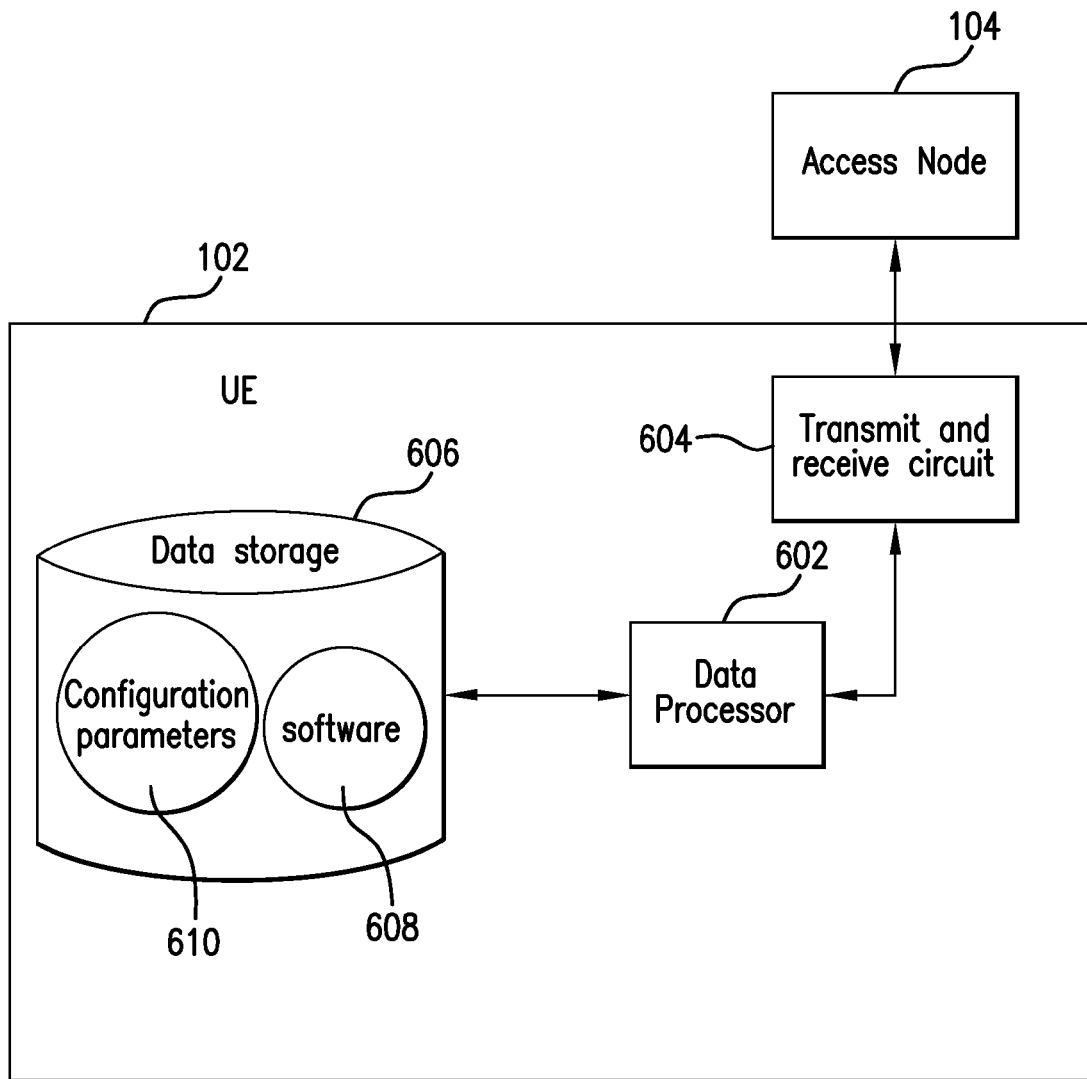 104
Access Node
102
UE
604
Transmit and
receive circuit
606
Data storage
602
Data
Processor
Configuration
parameters
software
610
608